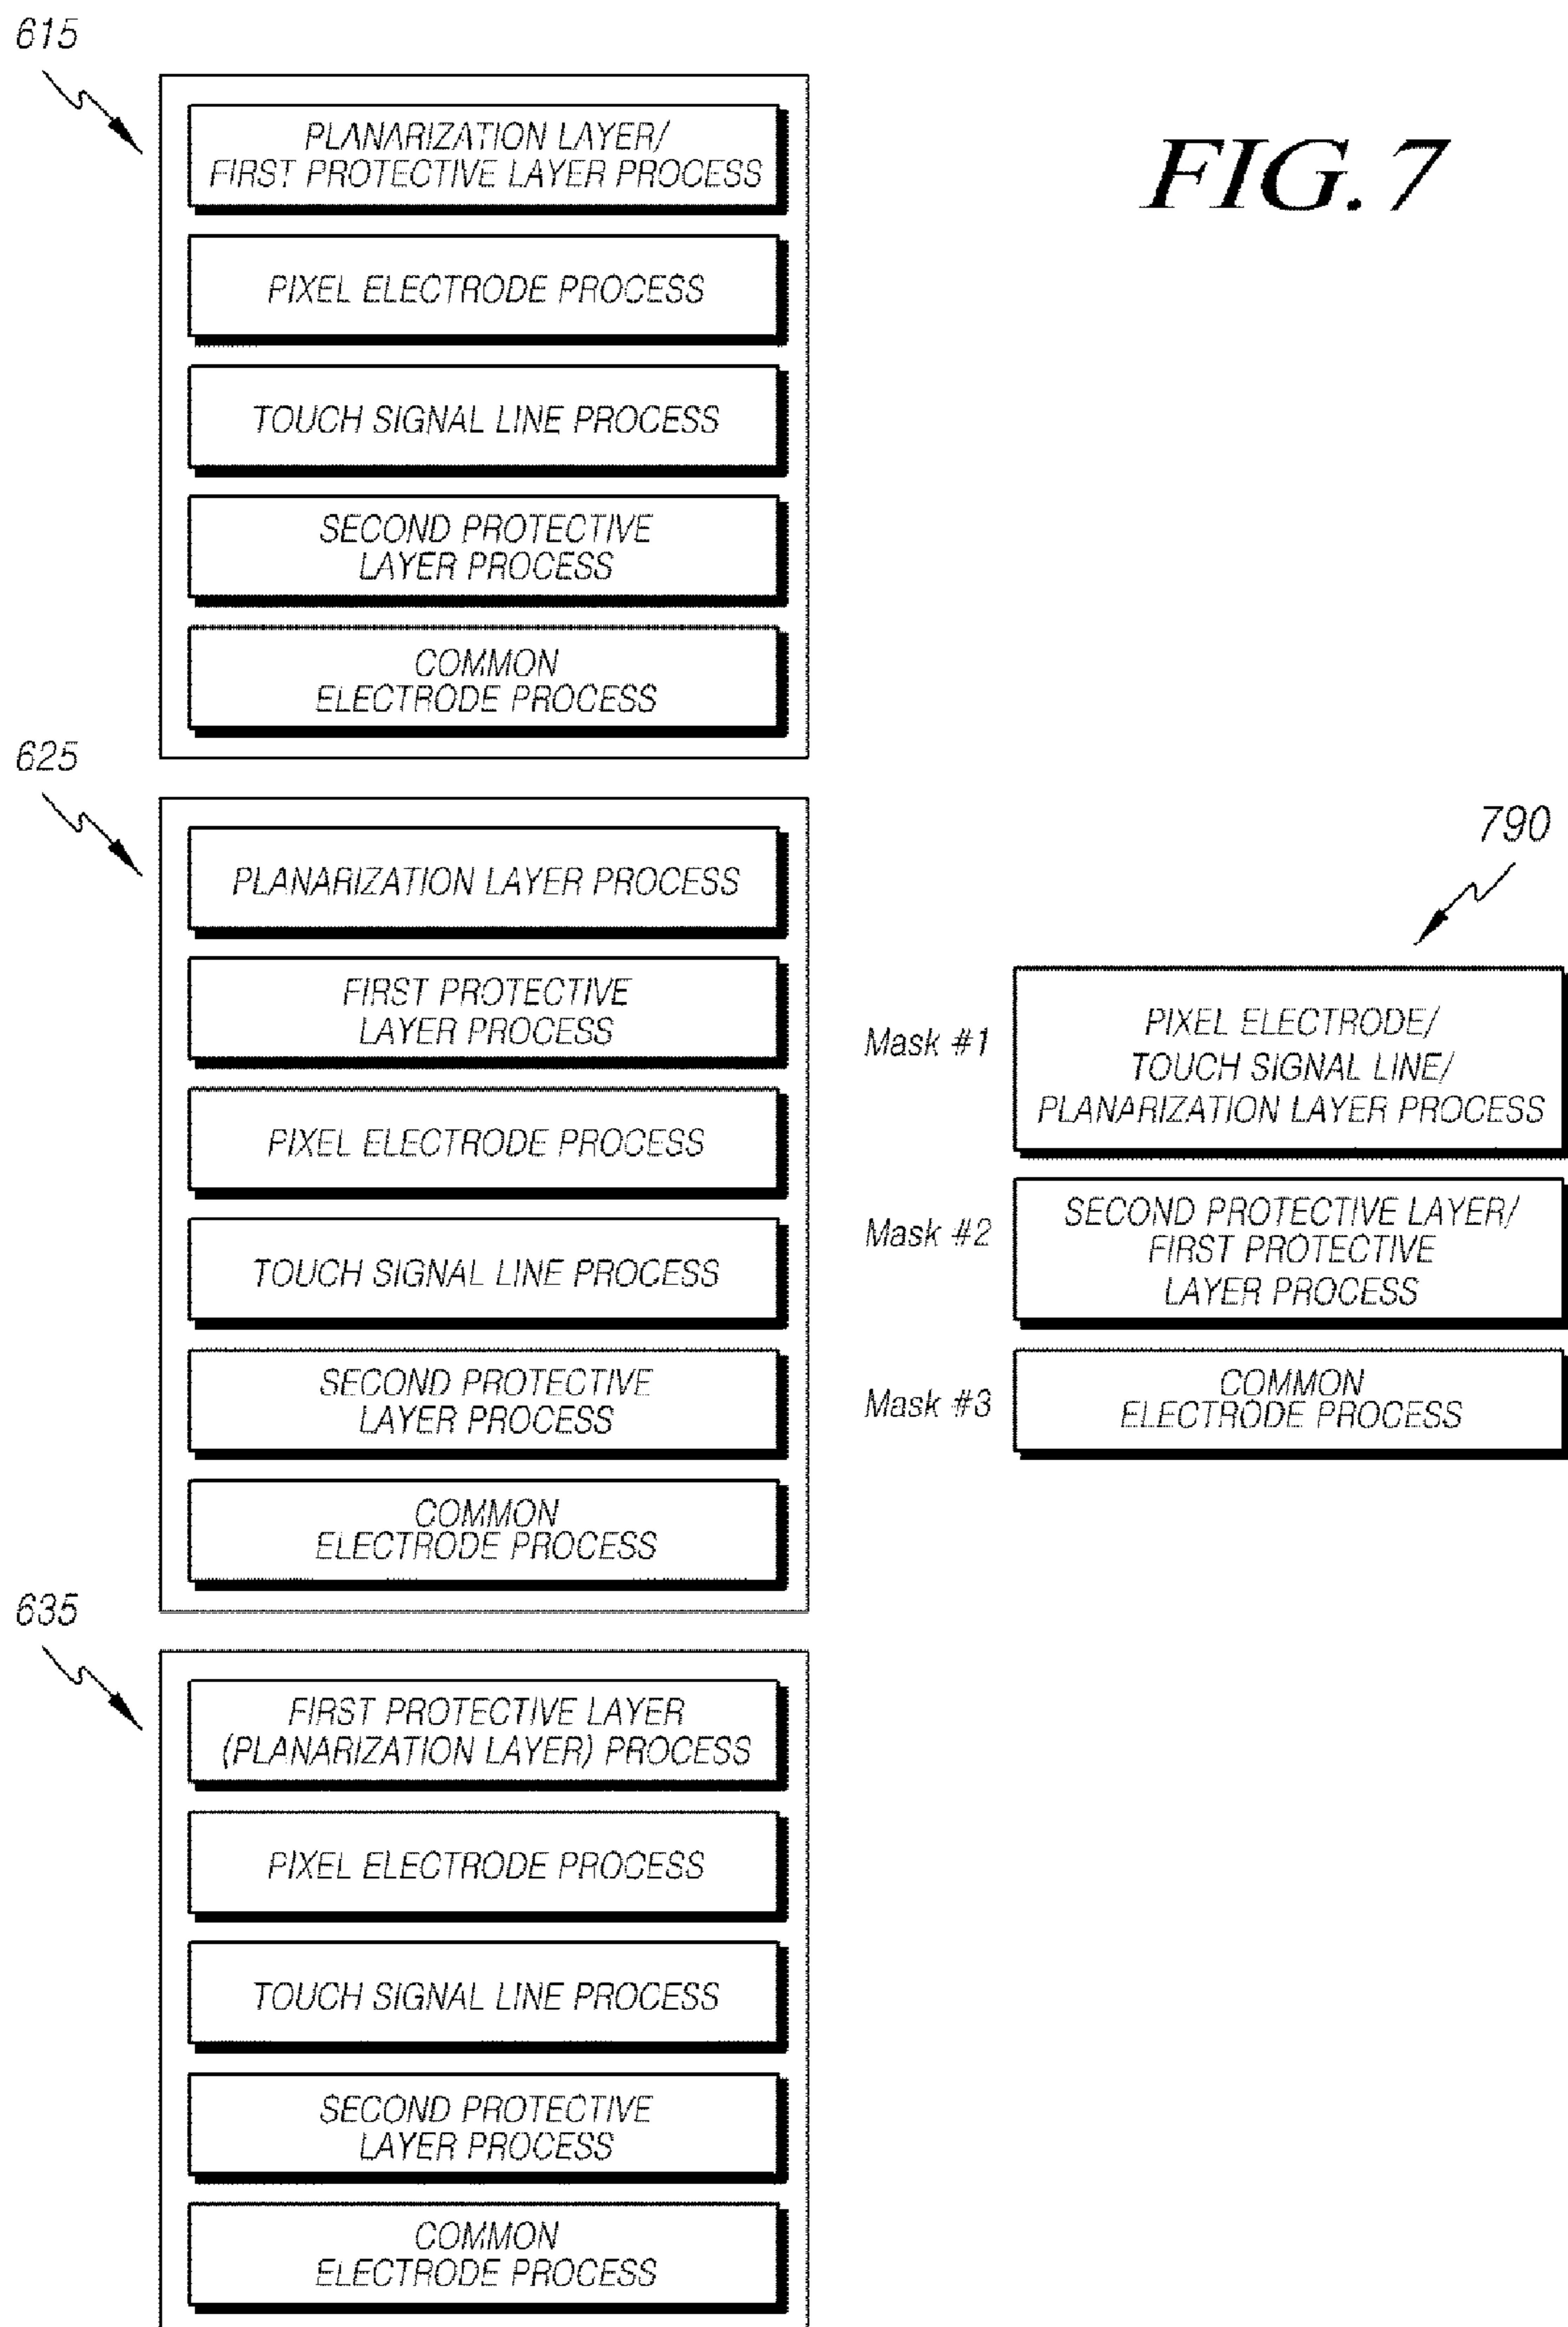 615
FIG. 7
PLANARIZATION LAYER/
FIRST PROTECTIVE LAYER PROCESS
PIXEL ELECTRODE PROCESS
TOUCH SIGNAL LINE PROCESS
SECOND PROTECTIVE
LAYER PROCESS
COMMON
ELECTRODE PROCESS
625
PLANARIZATION LAYER PROCESS
FIRST PROTECTIVE
LAYER PROCESS
PIXEL ELECTRODE PROCESS
TOUCH SIGNAL LINE PROCESS
SECOND PROTECTIVE
LAYER PROCESS
COMMON
ELECTRODE PROCESS
790
Mask #1
PIXEL ELECTRODE/
TOUCH SIGNAL LINE/
PLANARIZATION LAYER PROCESS
Mask #2
SECOND PROTECTIVE LAYER/
FIRST PROTECTIVE
LAYER PROCESS
Mask #3
COMMON
ELECTRODE PROCESS
635
FIRST PROTECTIVE LAYER
(PLANARIZATION LAYER) PROCESS
PIXEL ELECTRODE PROCESS
TOUCH SIGNAL LINE PROCESS
SECOND PROTECTIVE
LAYER PROCESS
COMMON
ELECTRODE PROCESS